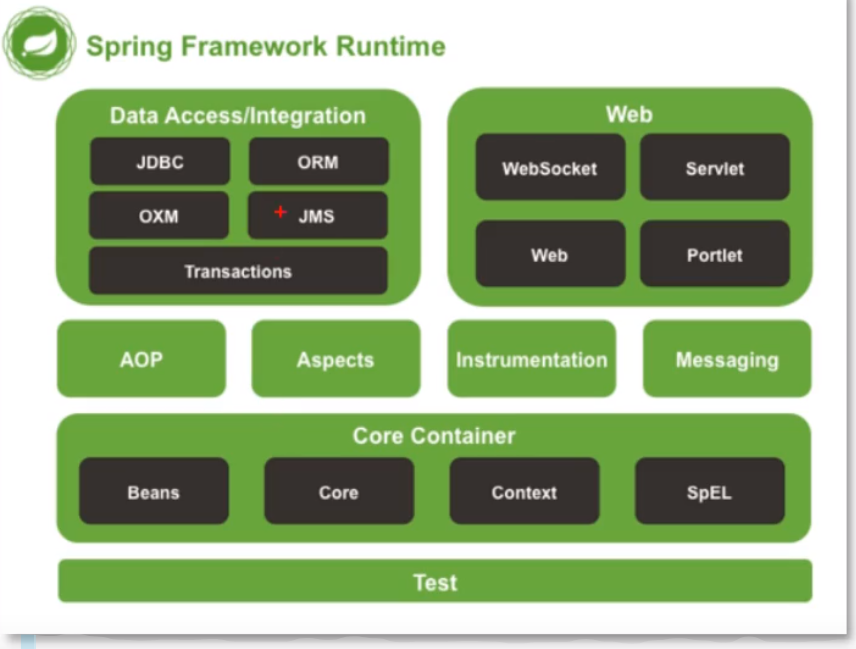 Spring Framework Runtime
Data Access/Integration
JDBC
ORM
OXM
JMS
Transactions
Web
WebSocket
Servlet
Web
Portlet
AOP
Aspects
Instrumentation
Messaging
Core Container
Beans
Core
Context
SpEL
Test